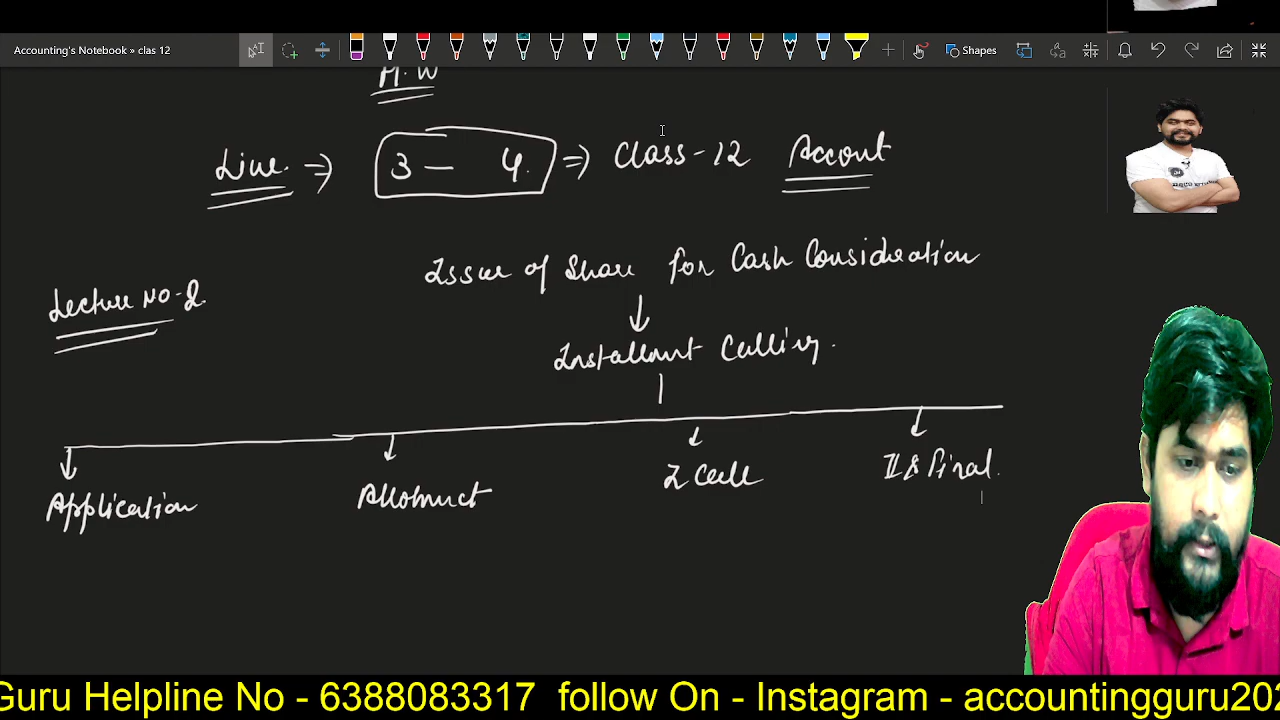 Accounting's Notebook » clas 12
Shapes
H.W
Live. ⇒ 3 — 4. ⇒ Class-12 Accout
Issue of Share for Cash Consideration
Lecture NO-2.
↓
Installment Calling.
Application Allotment I Call II & Final.
Guru Helpline No - 6388083317 follow On - Instagram - accountingguru202